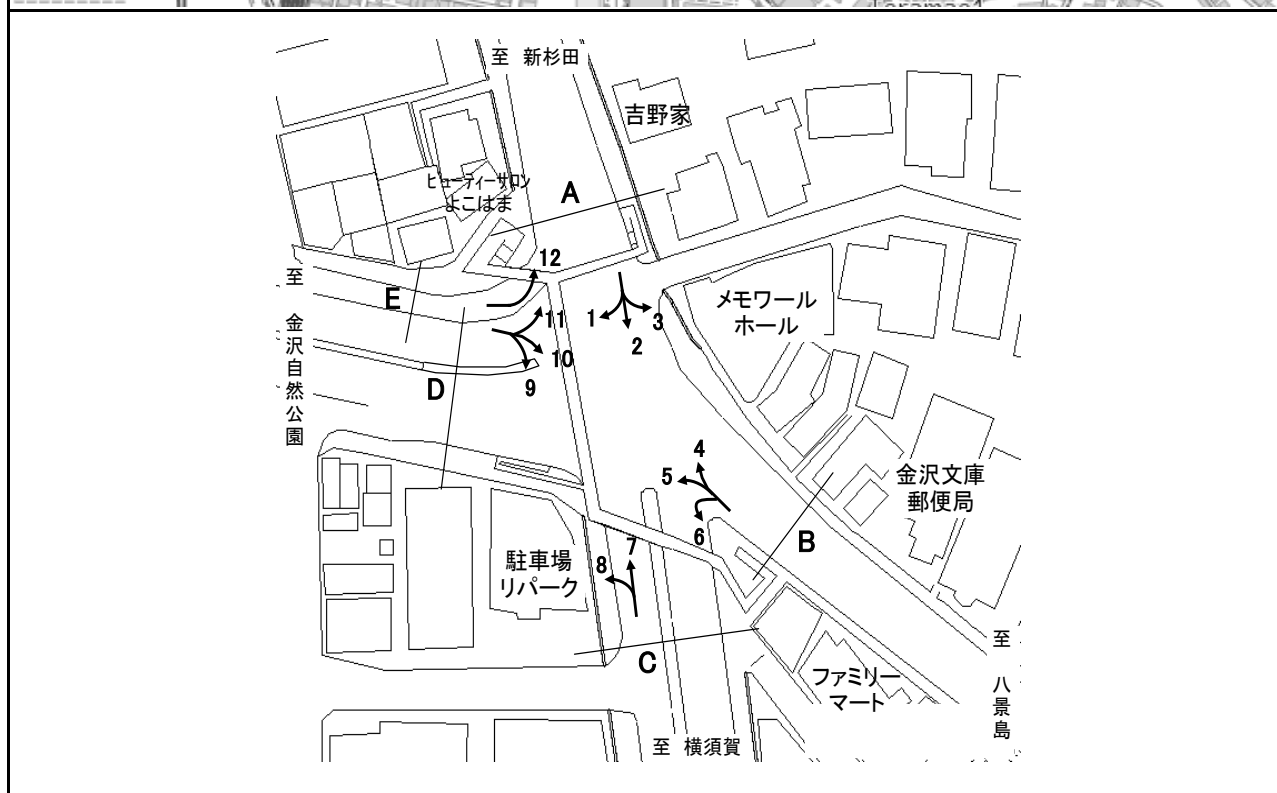 至 新杉田
吉野家
ビューティーサロン
よこはま
A
12
至 金沢自然公園
E
11
1
3
2
メモワール
ホール
10
9
D
4
5
6
金沢文庫
郵便局
B
駐車場
リパーク
7
8
C
至 八景島
ファミリー
マート
至 横須賀